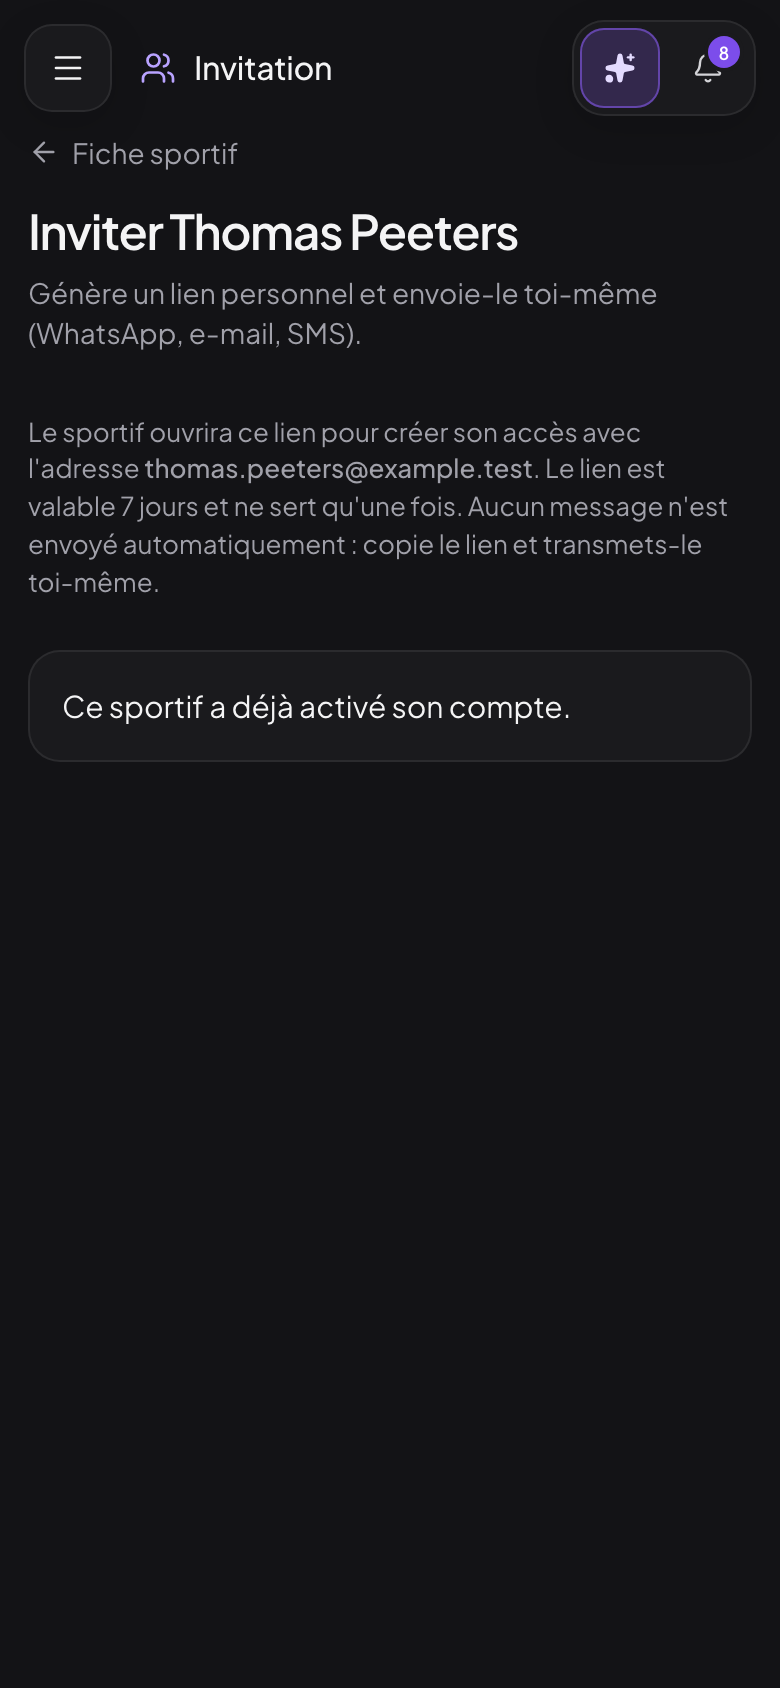 Invitation
8
Fiche sportif
Inviter Thomas Peeters
Génère un lien personnel et envoie-le toi-même
(WhatsApp, e-mail, SMS).
Le sportif ouvrira ce lien pour créer son accès avec
l'adresse thomas.peeters@example.test. Le lien est
valable 7 jours et ne sert qu'une fois. Aucun message n'est
envoyé automatiquement : copie le lien et transmets-le
toi-même.
Ce sportif a déjà activé son compte.